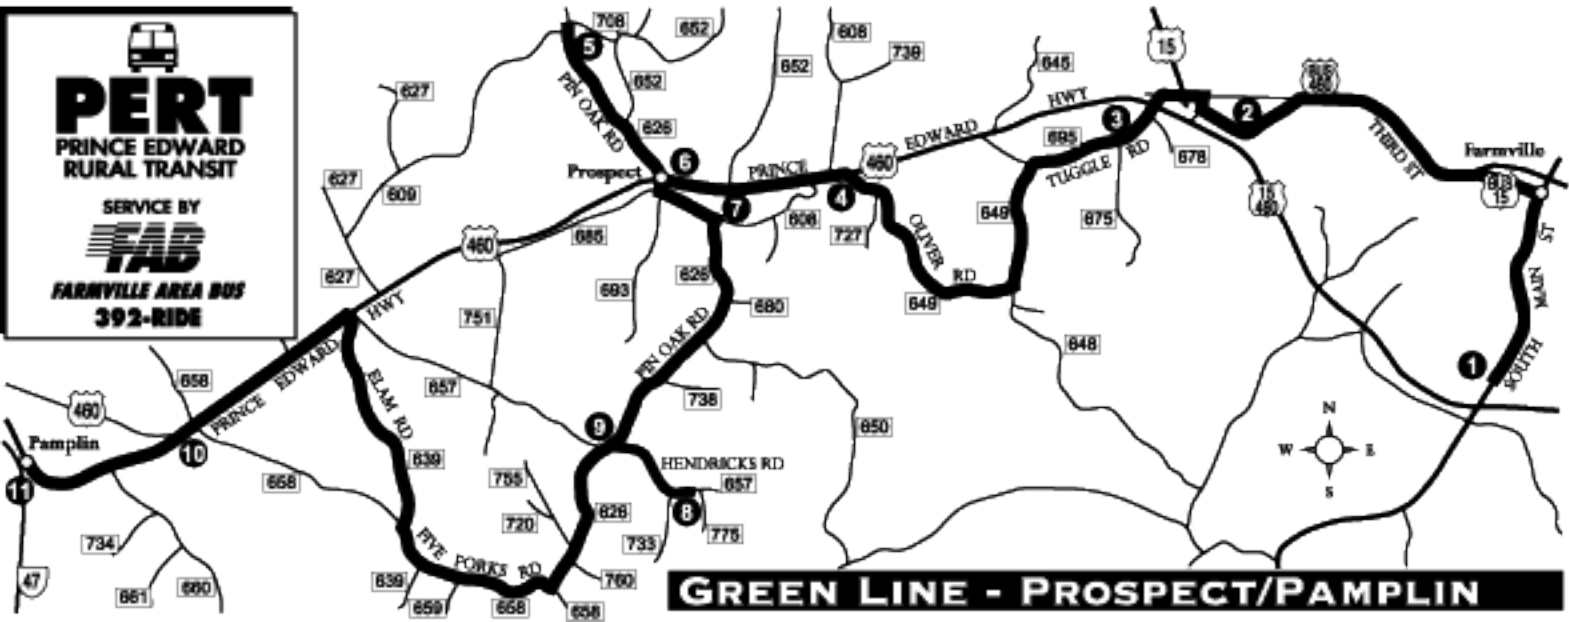 PERT
PRINCE EDWARD
RURAL TRANSIT
SERVICE BY
FAB
FARMVILLE AREA BUS
392-RIDE
708
652
5
652
PIN OAK RD
626
627
609
627
627
Prospect
6
652
608
739
PRINCE
EDWARD
HWY
460
4
7
608
727
645
15
3
695
TUGGLE RD
678
2
BUS
460
THIRD ST
Farmville
BUS
15
15
460
675
649
OLIVER
RD
649
648
ST
MAIN
SOUTH
1
460
685
693
626
680
PIN OAK RD
751
HWY
EDWARD
PRINCE
ELAM RD
657
738
650
658
460
Pamplin
10
11
9
HENDRICKS RD
657
8
733
775
639
658
755
720
626
760
FIVE FORKS RD
639
659
658
658
734
661
660
47
N
W
E
S
GREEN LINE - PROSPECT/PAMPLIN